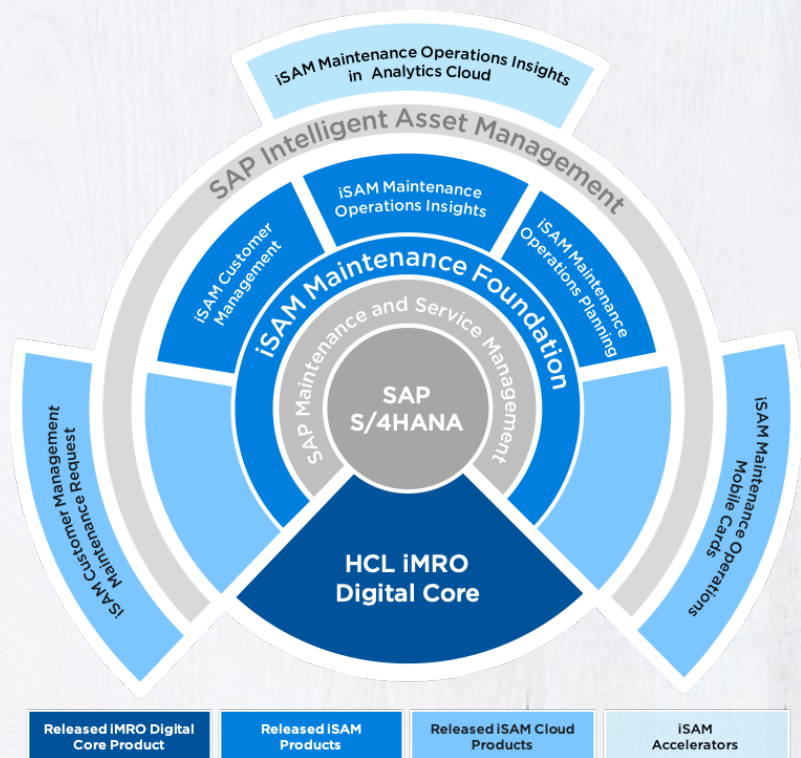 iSAM Maintenance Operations Insights
in Analytics Cloud
SAP Intelligent Asset Management
iSAM Customer
Management
iSAM Maintenance
Operations Insights
iSAM Maintenance
Operations Planning
iSAM Maintenance Foundation
SAP Maintenance and Service Management
SAP
S/4HANA
iSAM Customer Management
Maintenance Request
iSAM Maintenance Operations
Mobile Cards
HCL iMRO
Digital Core
Released iMRO Digital
Core Product
Released iSAM
Products
Released iSAM Cloud
Products
iSAM
Accelerators